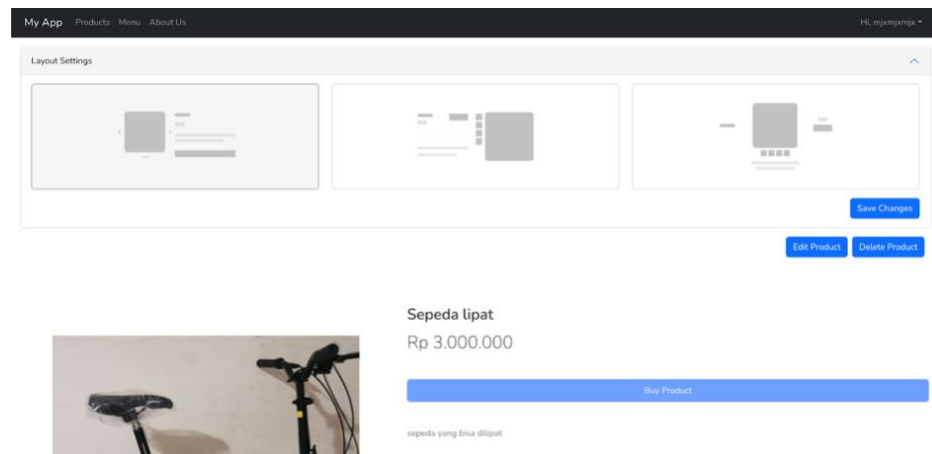 My App Products Menu About Us Hi, mjxmjxmjx
Layout Settings
Save Changes
Edit Product Delete Product
Sepeda lipat
Rp 3.000.000
Buy Product
sepeda yang bisa dilipat